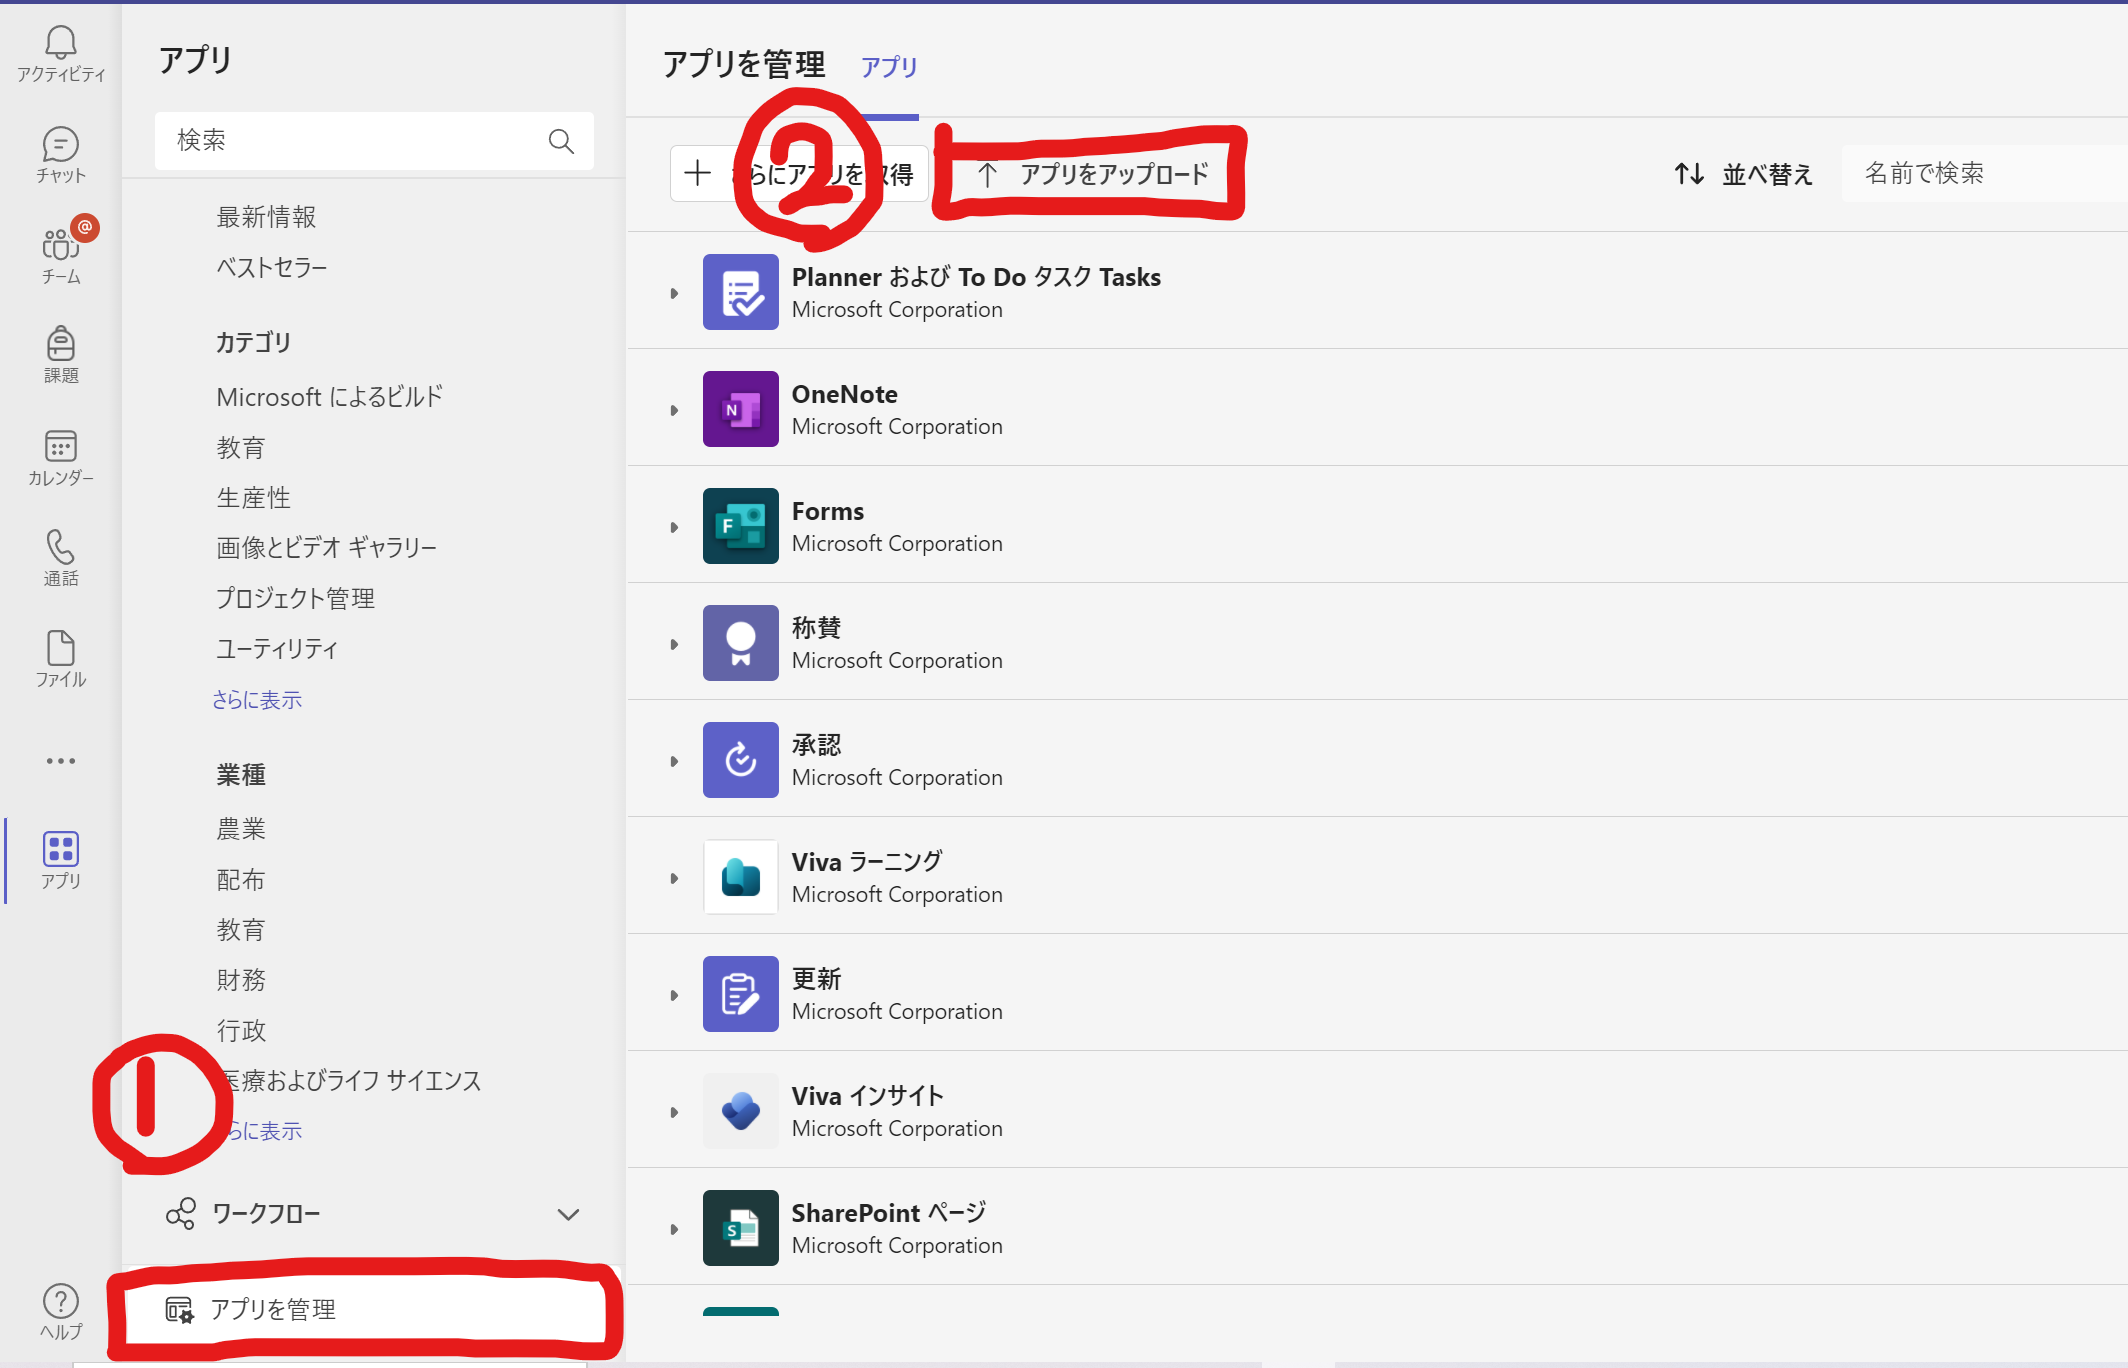 アクティビティ
チャット
@
チーム
課題
カレンダー
通話
ファイル
アプリ
ヘルプ
アプリ
検索
最新情報
ベストセラー
カテゴリ
Microsoft によるビルド
教育
生産性
画像とビデオ ギャラリー
プロジェクト管理
ユーティリティ
さらに表示
業種
農業
配布
教育
財務
行政
医療およびライフ サイエンス
らに表示
1
ワークフロー
アプリを管理
アプリを管理
アプリ
2
さらにアプリを取得
アプリをアップロード
並べ替え
名前で検索
Planner および To Do タスク Tasks
Microsoft Corporation
N
OneNote
Microsoft Corporation
F
Forms
Microsoft Corporation
称賛
Microsoft Corporation
承認
Microsoft Corporation
Viva ラーニング
Microsoft Corporation
更新
Microsoft Corporation
Viva インサイト
Microsoft Corporation
S
SharePoint ページ
Microsoft Corporation